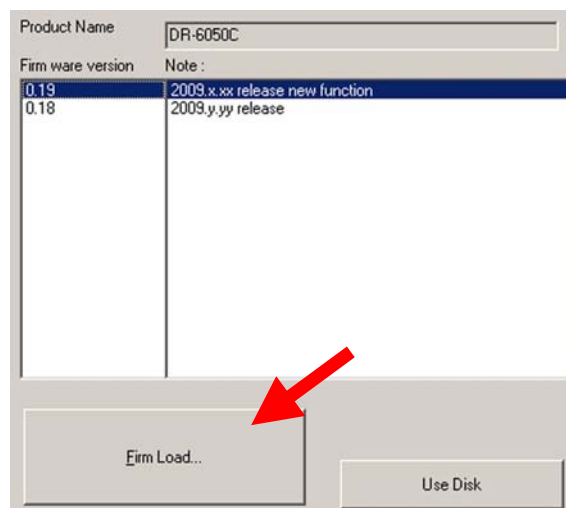 Product Name DR-6050C
Firm ware version Note :
0.19 2009.x.xx release new function
0.18 2009.y.yy release
Firm Load...
Use Disk